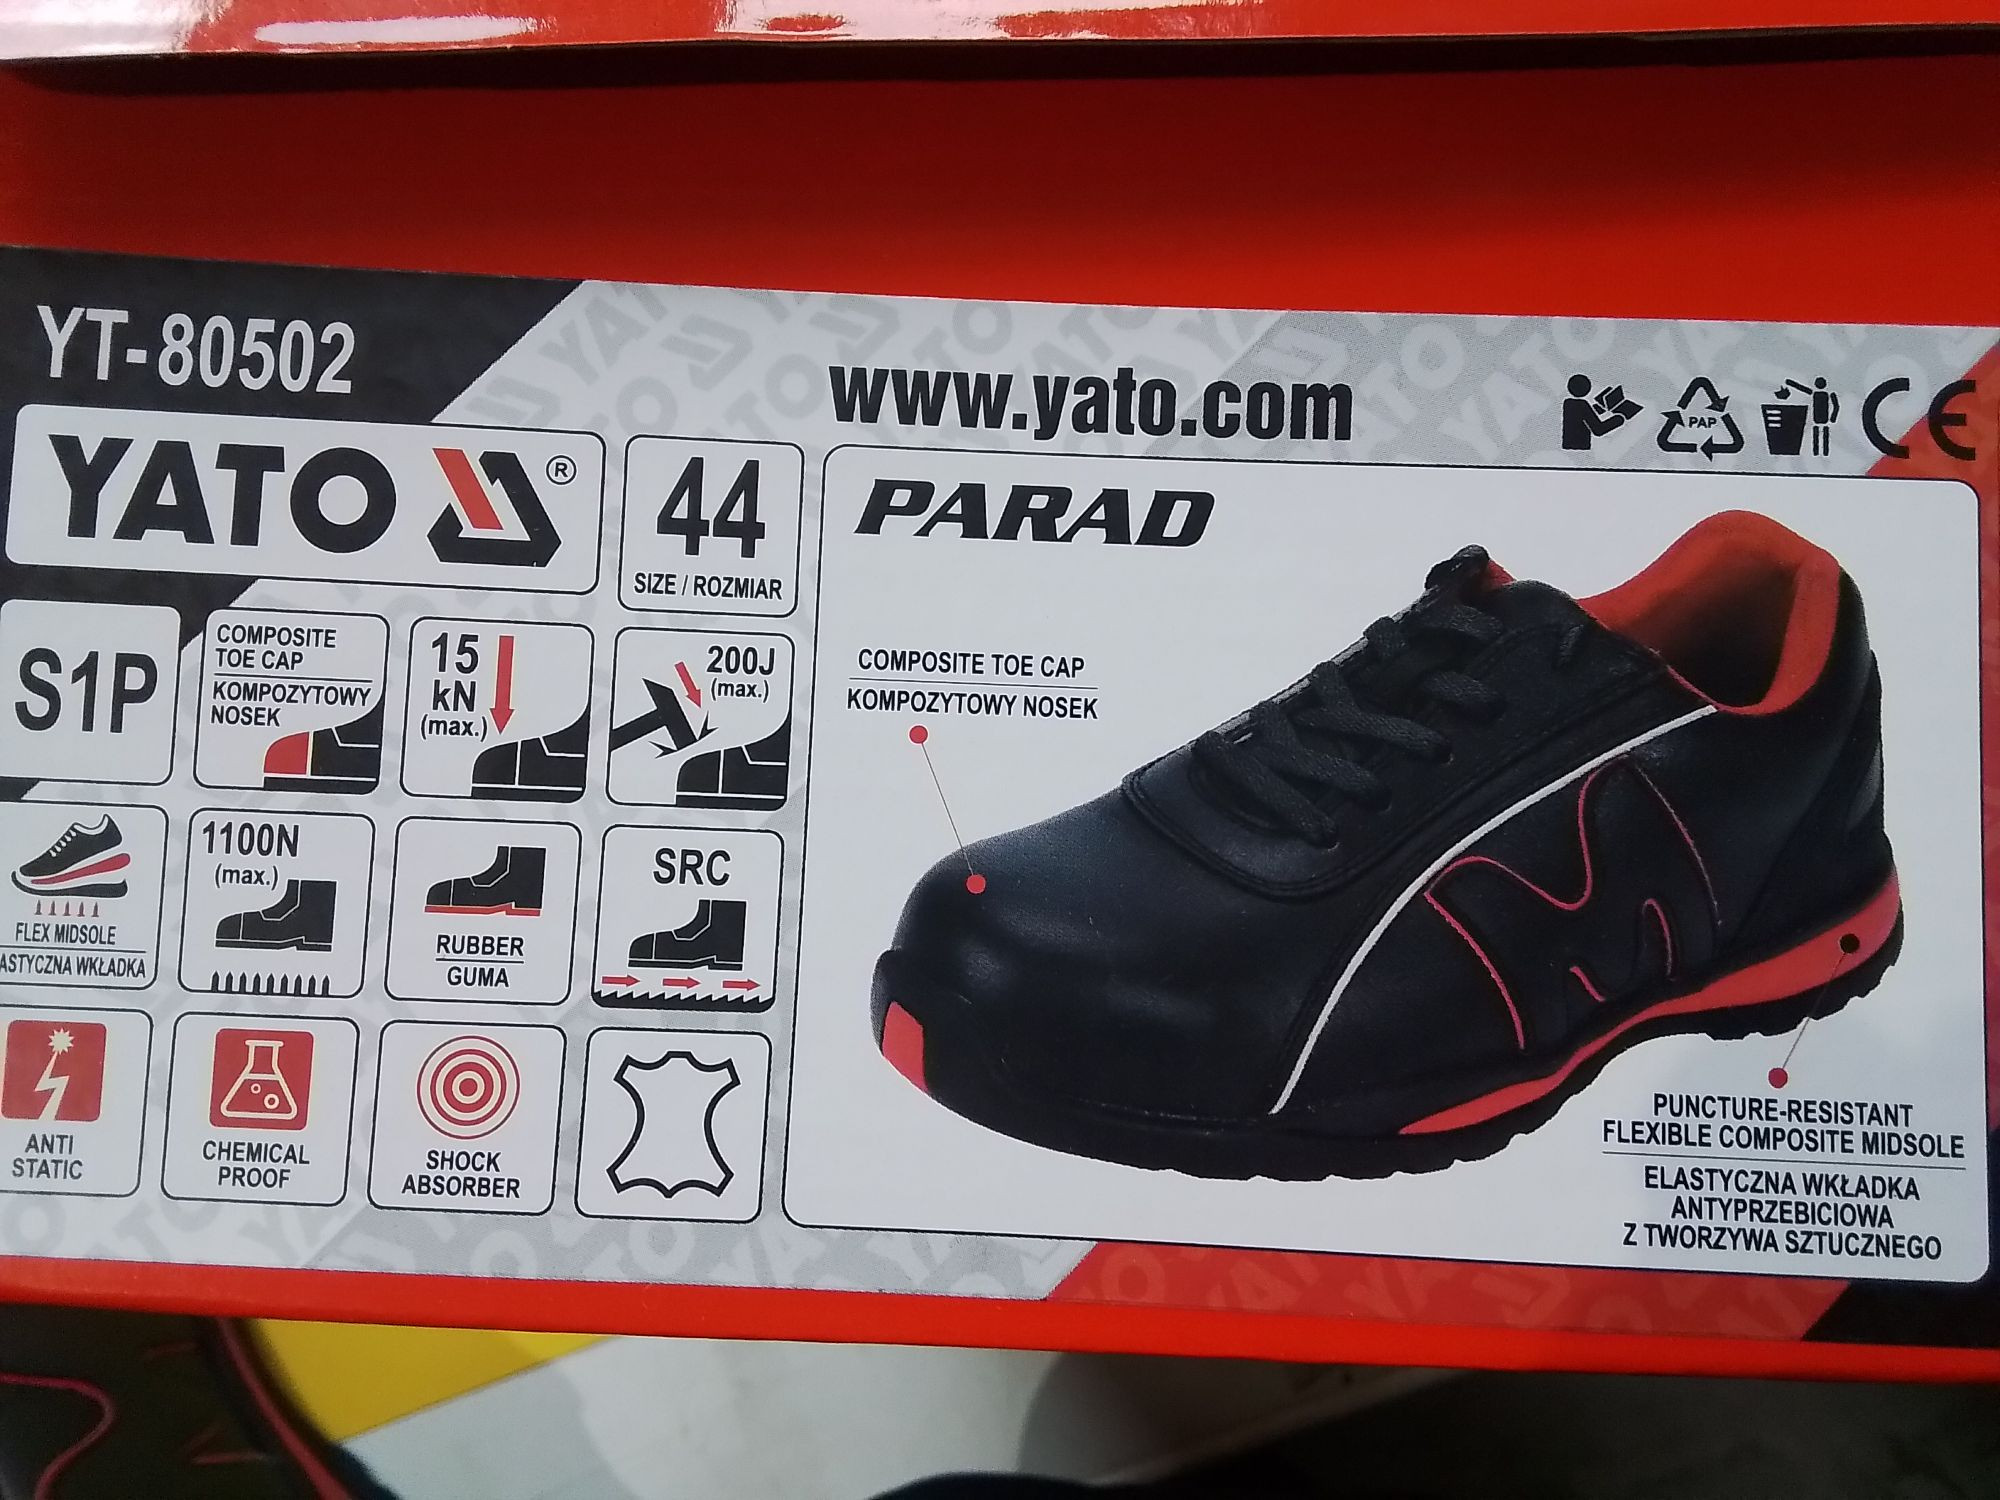 YT-80502
www.yato.com
PAP
CE
YATO ®
44
SIZE / ROZMIAR
PARAD
S1P
COMPOSITE
TOE CAP
KOMPOZYTOWY
NOSEK
15
kN
(max.)
200J
(max.)
COMPOSITE TOE CAP
KOMPOZYTOWY NOSEK
FLEX MIDSOLE
ASTYCZNA WKŁADKA
1100N
(max.)
RUBBER
GUMA
SRC
ANTI
STATIC
CHEMICAL
PROOF
SHOCK
ABSORBER
PUNCTURE-RESISTANT
FLEXIBLE COMPOSITE MIDSOLE
ELASTYCZNA WKŁADKA
ANTYPRZEBICIOWA
Z TWORZYWA SZTUCZNEGO